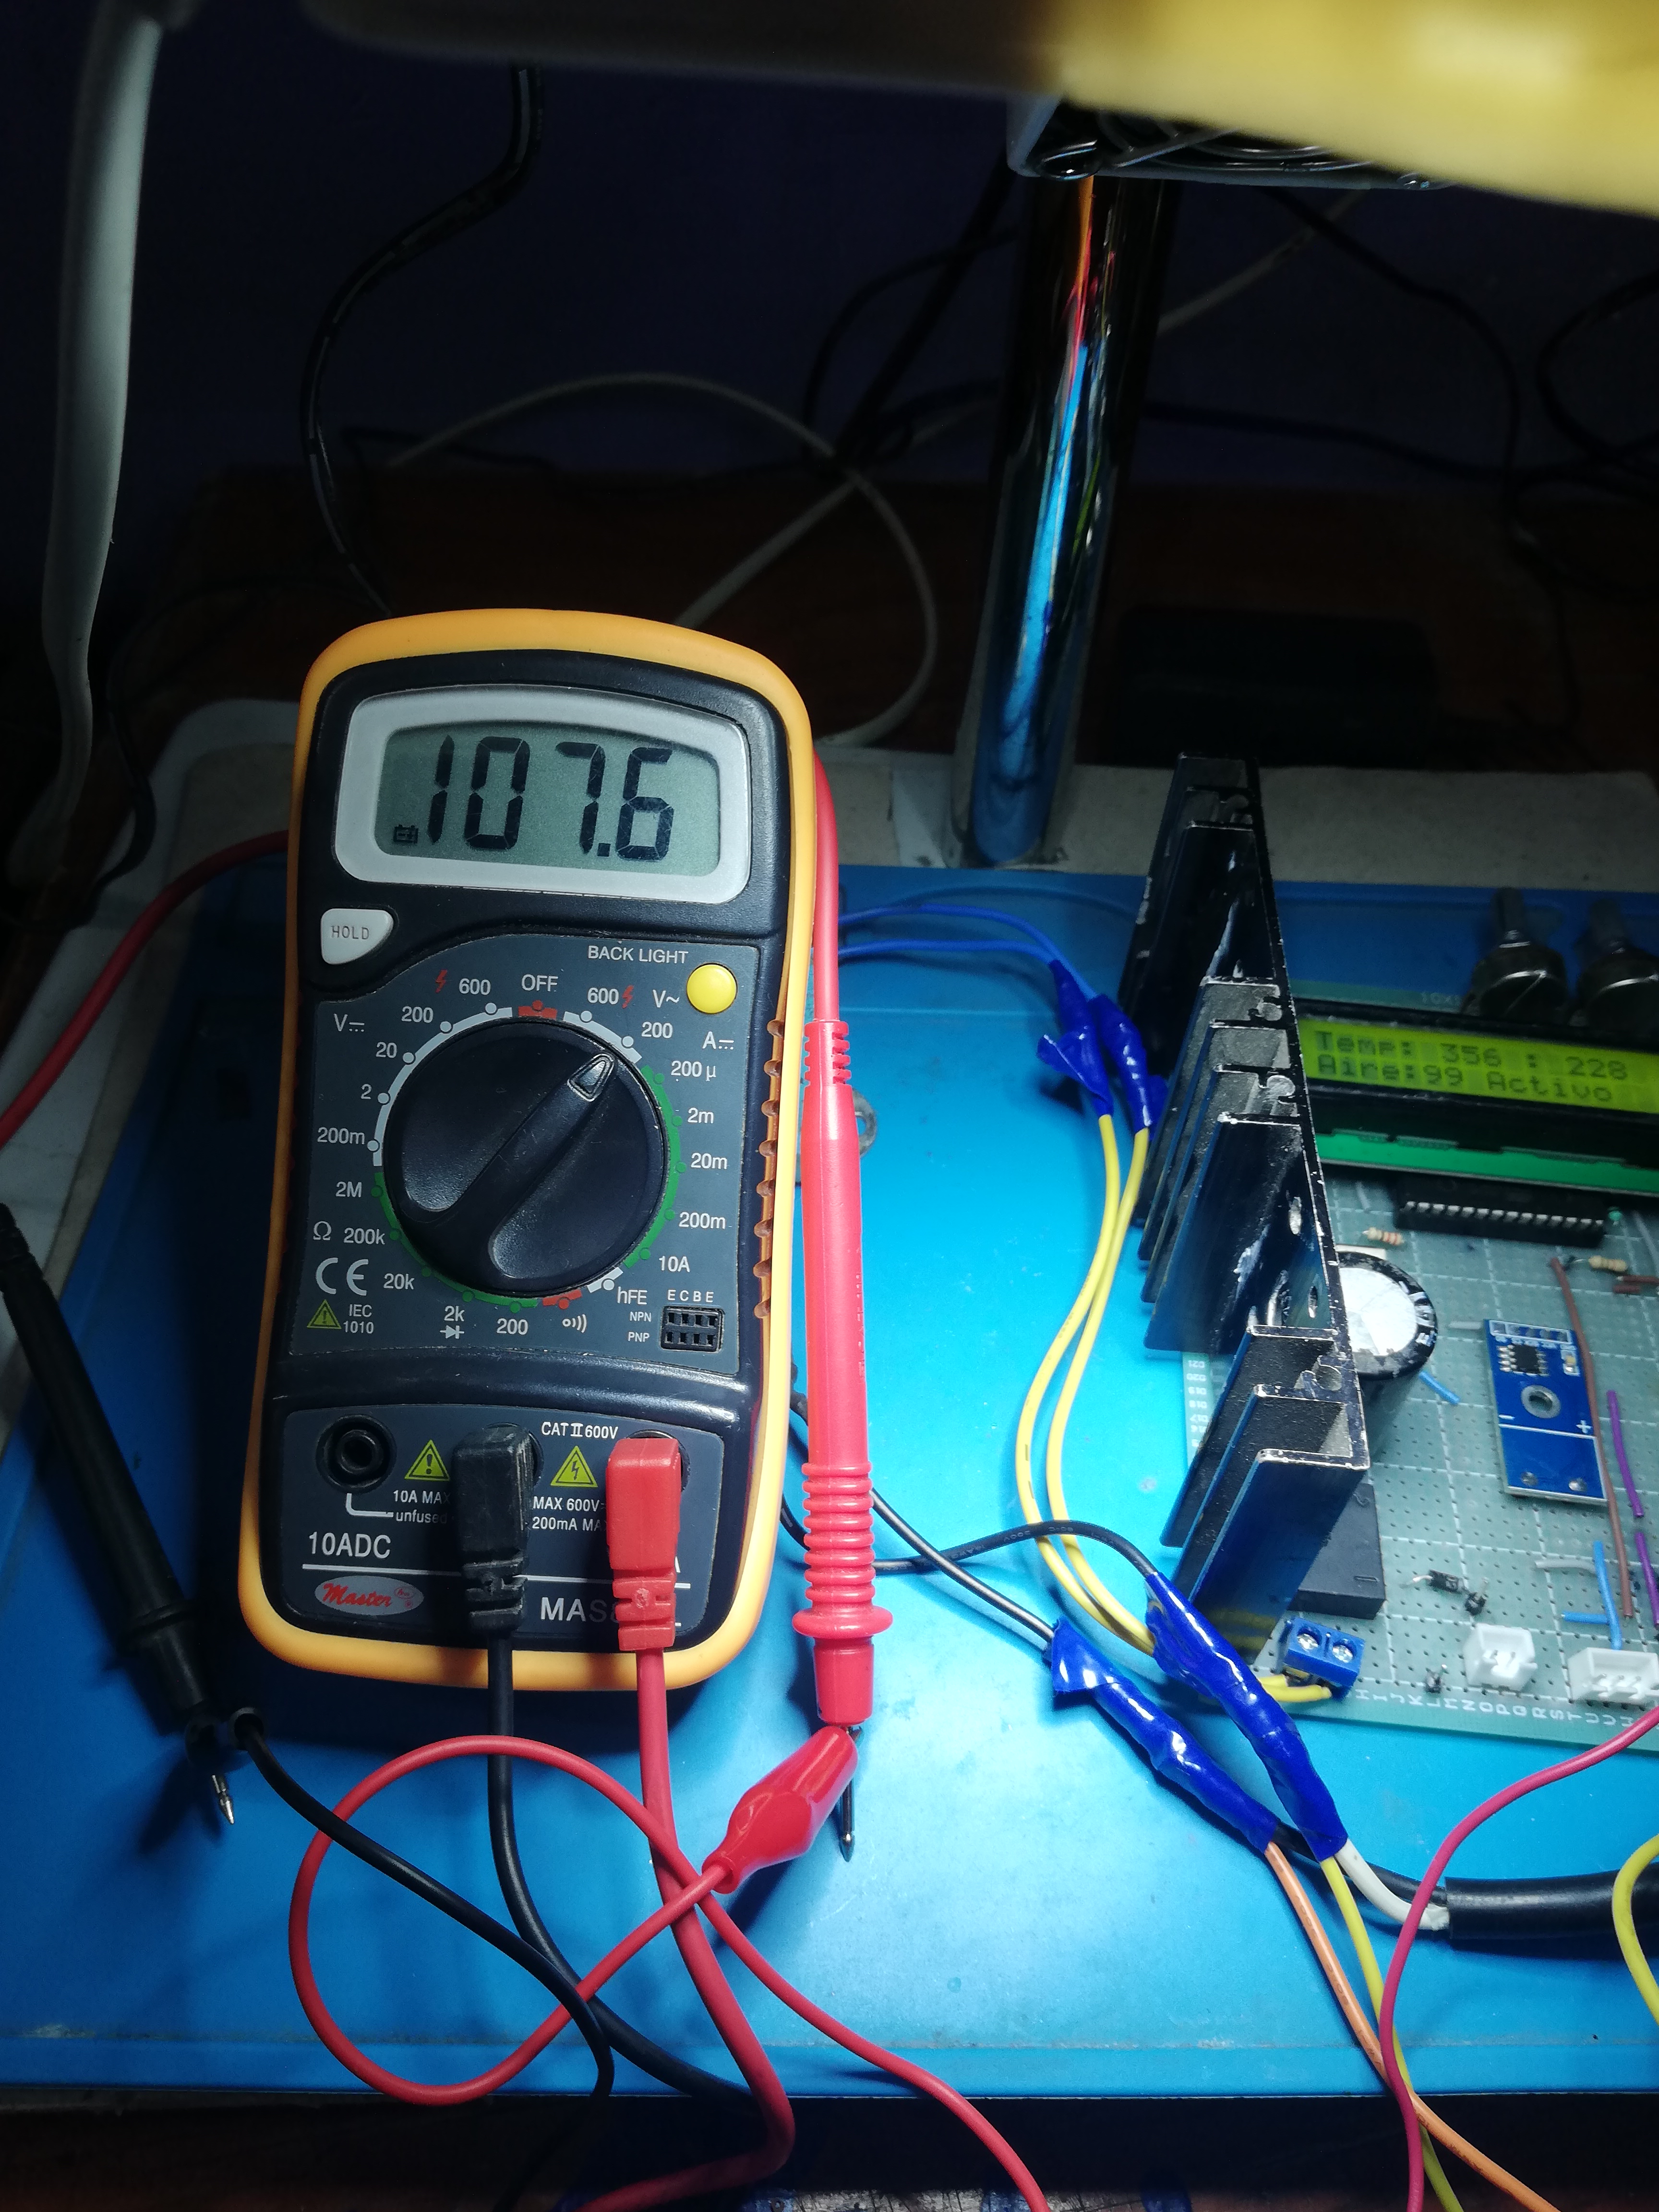 107.6
HOLD
BACK LIGHT
OFF
600
600
V~
V⎓
200
200
A⎓
20
200µ
2
2m
200m
20m
2M
200m
Ω
200k
10A
CE
20k
hFE
ECBE
IEC
1010
2k
200
NPN
PNP
CAT II 600V
10A MAX
unfused
MAX 600V
200mA
10ADC
Master
Temp: 356 : 228
Aire:99 Activo